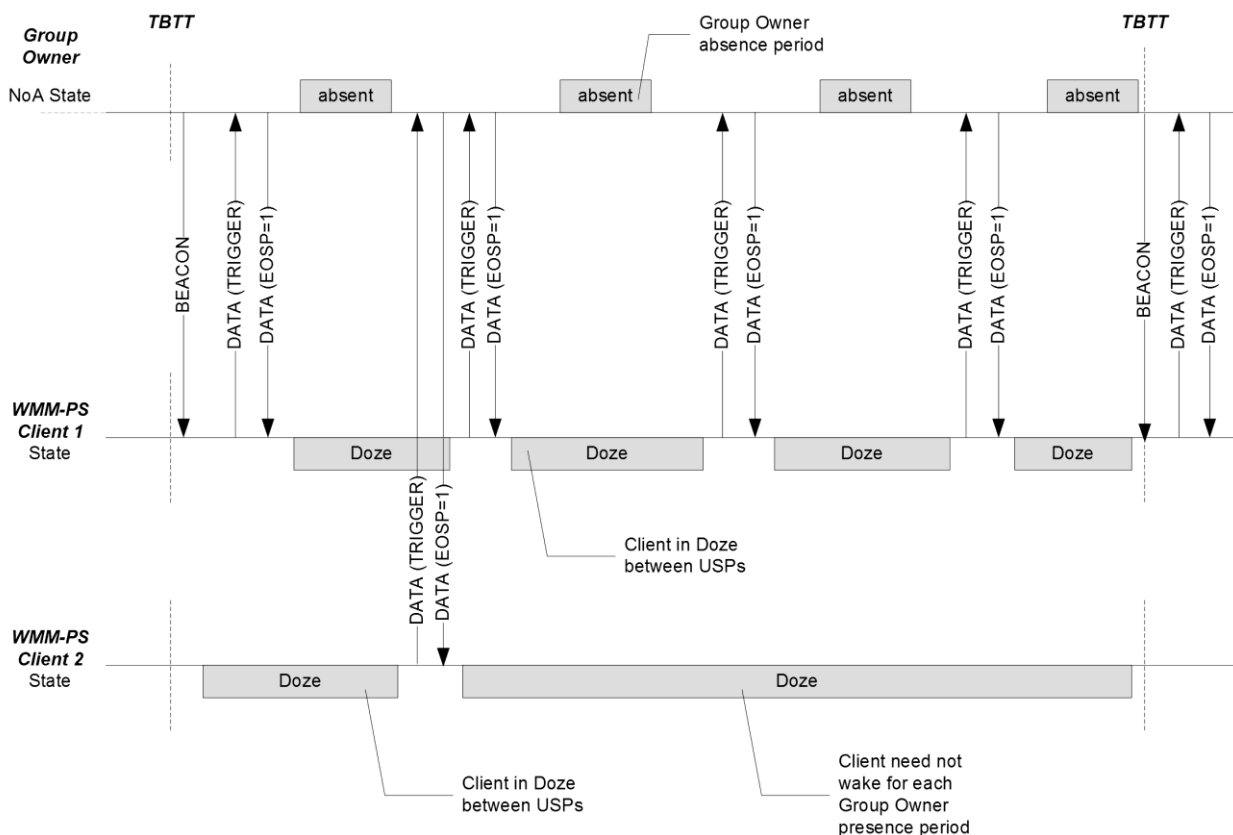 TBTT
TBTT
Group
Owner
Group Owner
absence period
NoA State
absent
absent
absent
absent
BEACON
DATA (TRIGGER)
DATA (EOSP=1)
DATA (TRIGGER)
DATA (EOSP=1)
DATA (TRIGGER)
DATA (EOSP=1)
DATA (TRIGGER)
DATA (EOSP=1)
BEACON
DATA (TRIGGER)
DATA (EOSP=1)
WMM-PS
Client 1
State
Doze
Doze
Doze
Doze
DATA (TRIGGER)
DATA (EOSP=1)
Client in Doze
between USPs
WMM-PS
Client 2
State
Doze
Doze
Client in Doze
between USPs
Client need not
wake for each
Group Owner
presence period